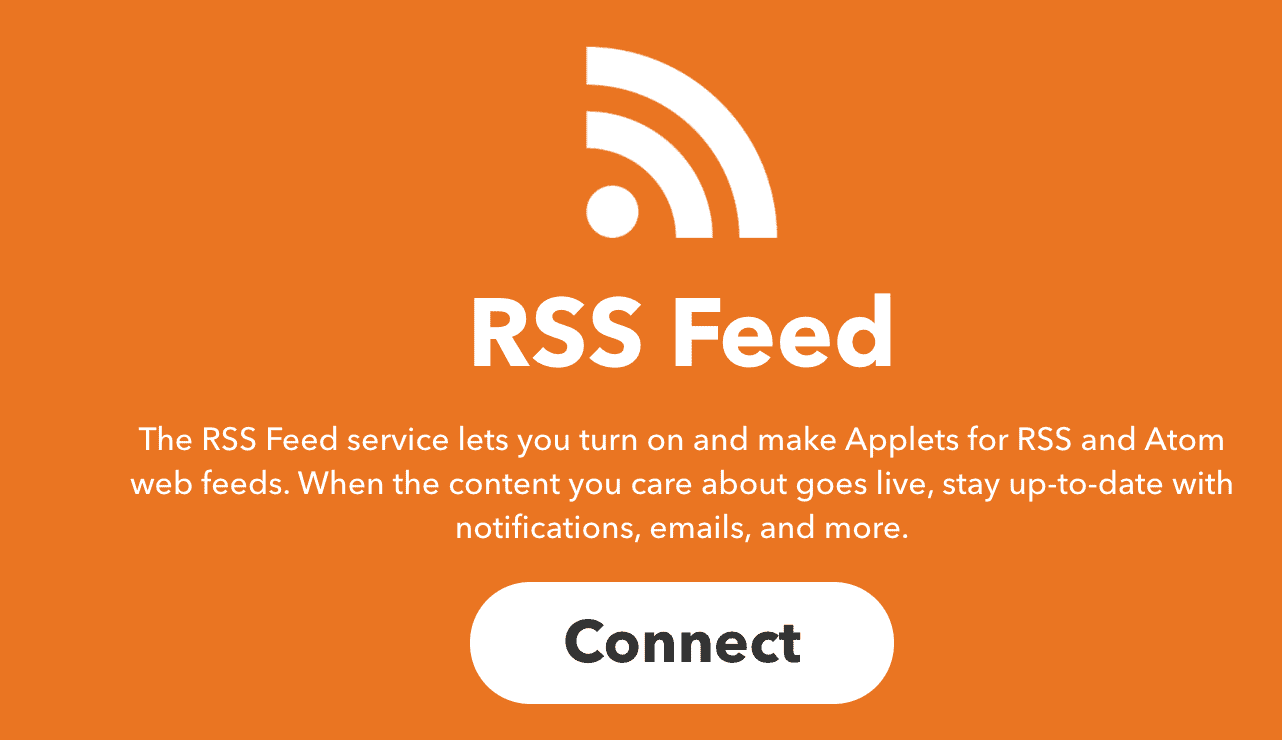 RSS Feed
The RSS Feed service lets you turn on and make Applets for RSS and Atom
web feeds. When the content you care about goes live, stay up-to-date with
notifications, emails, and more.
Connect